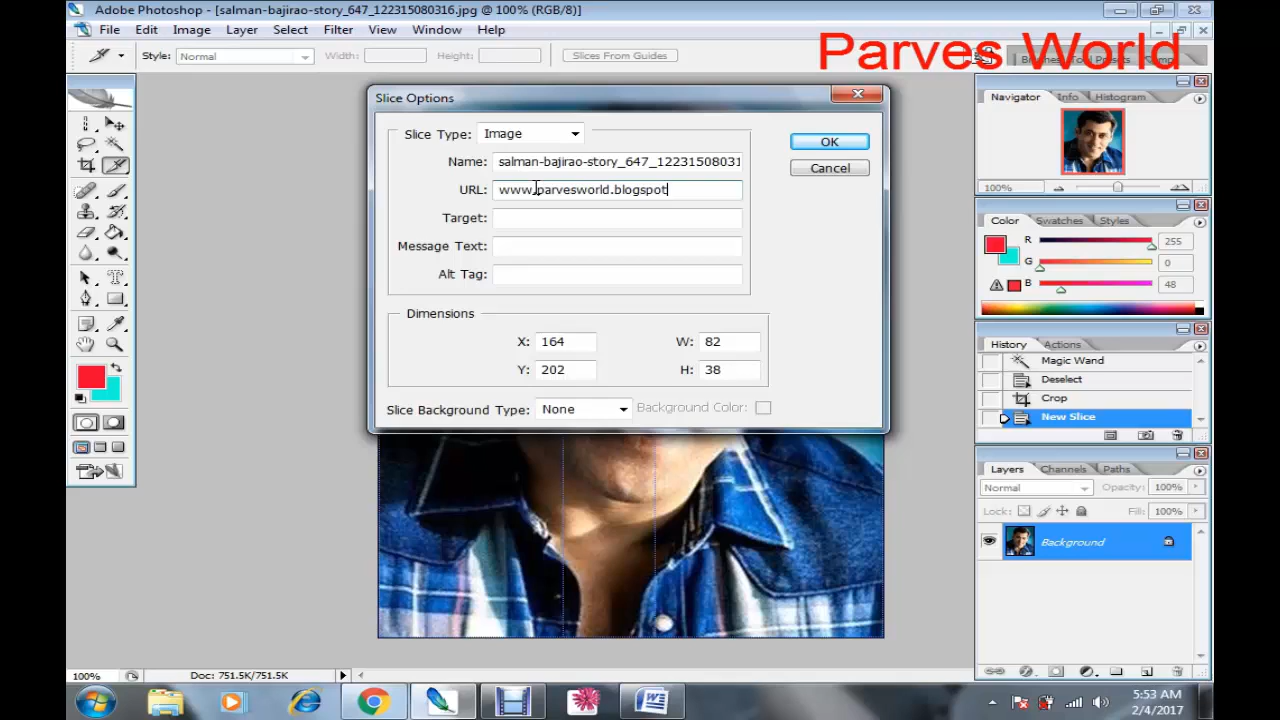 Adobe Photoshop - [salman-bajirao-story_647_122315080316.jpg @ 100% (RGB/8)]
File Edit Image Layer Select Filter View Window Help
Parves World
Style: Normal Width: Height: Slices From Guides
Slice Options
Slice Type: Image
OK
Name: salman-bajirao-story_647_12231508031
Cancel
URL: www.parvesworld.blogspot
Target:
Message Text:
Alt Tag:
Dimensions
X: 164 W: 82
Y: 202 H: 38
Slice Background Type: None Background Color:
Navigator Info Histogram
100%
Color Swatches Styles
R 255
G 0
B 48
History Actions
Magic Wand
Deselect
Crop
New Slice
Layers Channels Paths
Normal Opacity: 100%
Lock: Fill: 100%
Background
100% Doc: 751.5K/751.5K
5:53 AM
2/4/2017